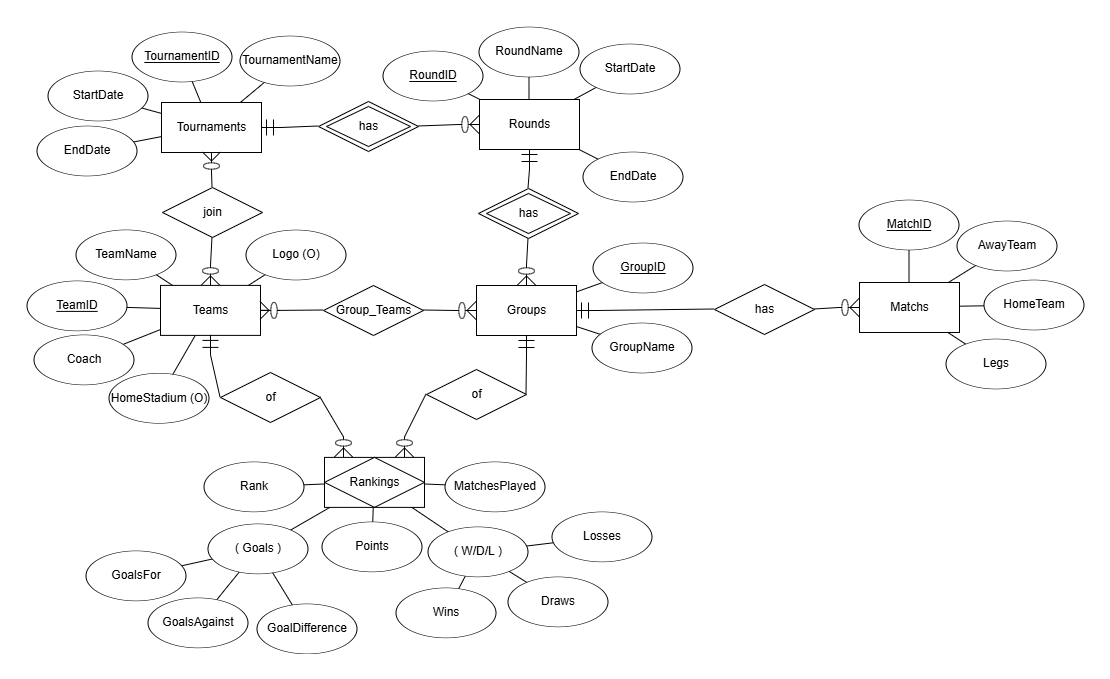 TournamentID
TournamentName
RoundName
RoundID
StartDate
StartDate
Tournaments
has
Rounds
EndDate
EndDate
join
has
MatchID
AwayTeam
TeamName
Logo (O)
GroupID
TeamID
Teams
Group_Teams
Groups
has
Matchs
HomeTeam
Coach
GroupName
Legs
HomeStadium (O)
of
of
Rank
Rankings
MatchesPlayed
( Goals )
Points
( W/D/L )
Losses
GoalsFor
Wins
Draws
GoalsAgainst
GoalDifference